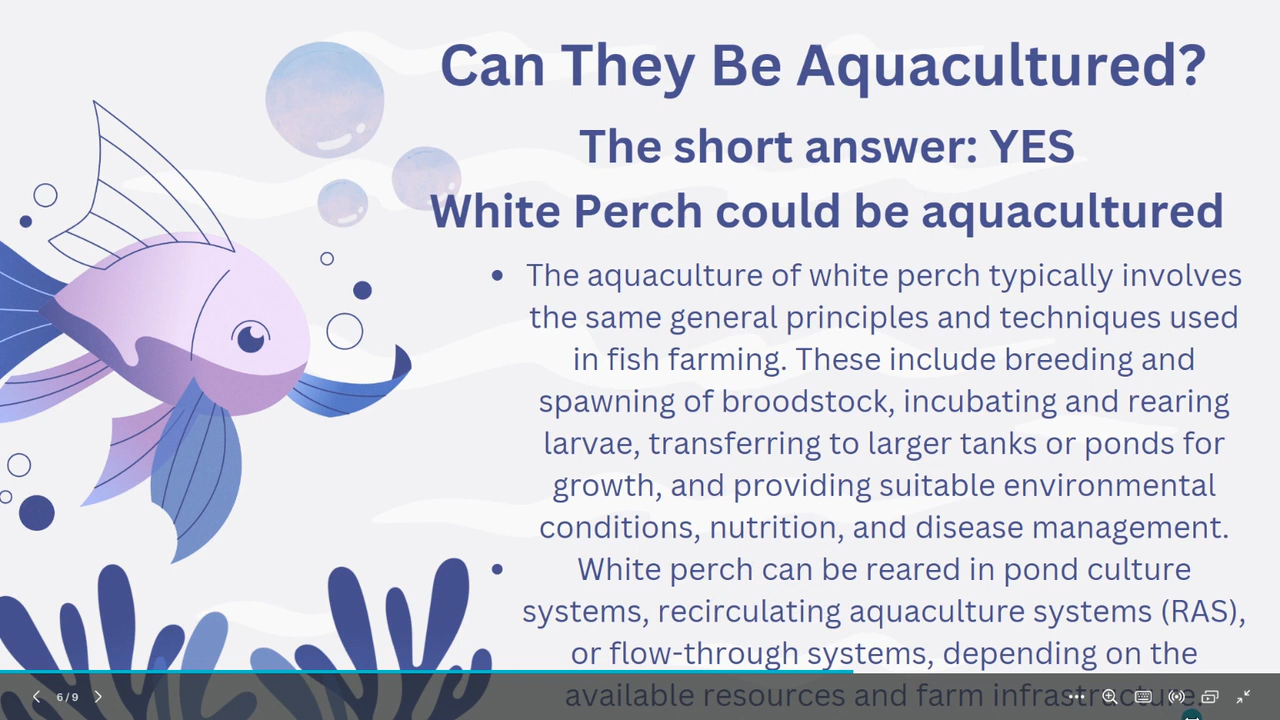 Can They Be Aquacultured?
The short answer: YES
White Perch could be aquacultured
• The aquaculture of white perch typically involves
the same general principles and techniques used
in fish farming. These include breeding and
spawning of broodstock, incubating and rearing
larvae, transferring to larger tanks or ponds for
growth, and providing suitable environmental
conditions, nutrition, and disease management.
• White perch can be reared in pond culture
systems, recirculating aquaculture systems (RAS),
or flow-through systems, depending on the
available resources and farm infrastructure.
6 / 9